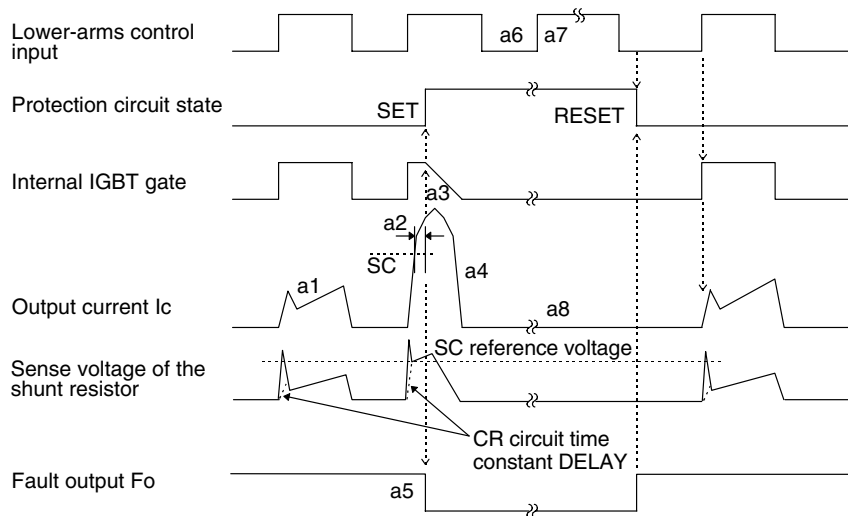 Lower-arms control
input
a6
a7
Protection circuit state
SET
RESET
Internal IGBT gate
a3
a2
SC
a4
a1
Output current Ic
a8
SC reference voltage
Sense voltage of the
shunt resistor
CR circuit time
constant DELAY
Fault output Fo
a5